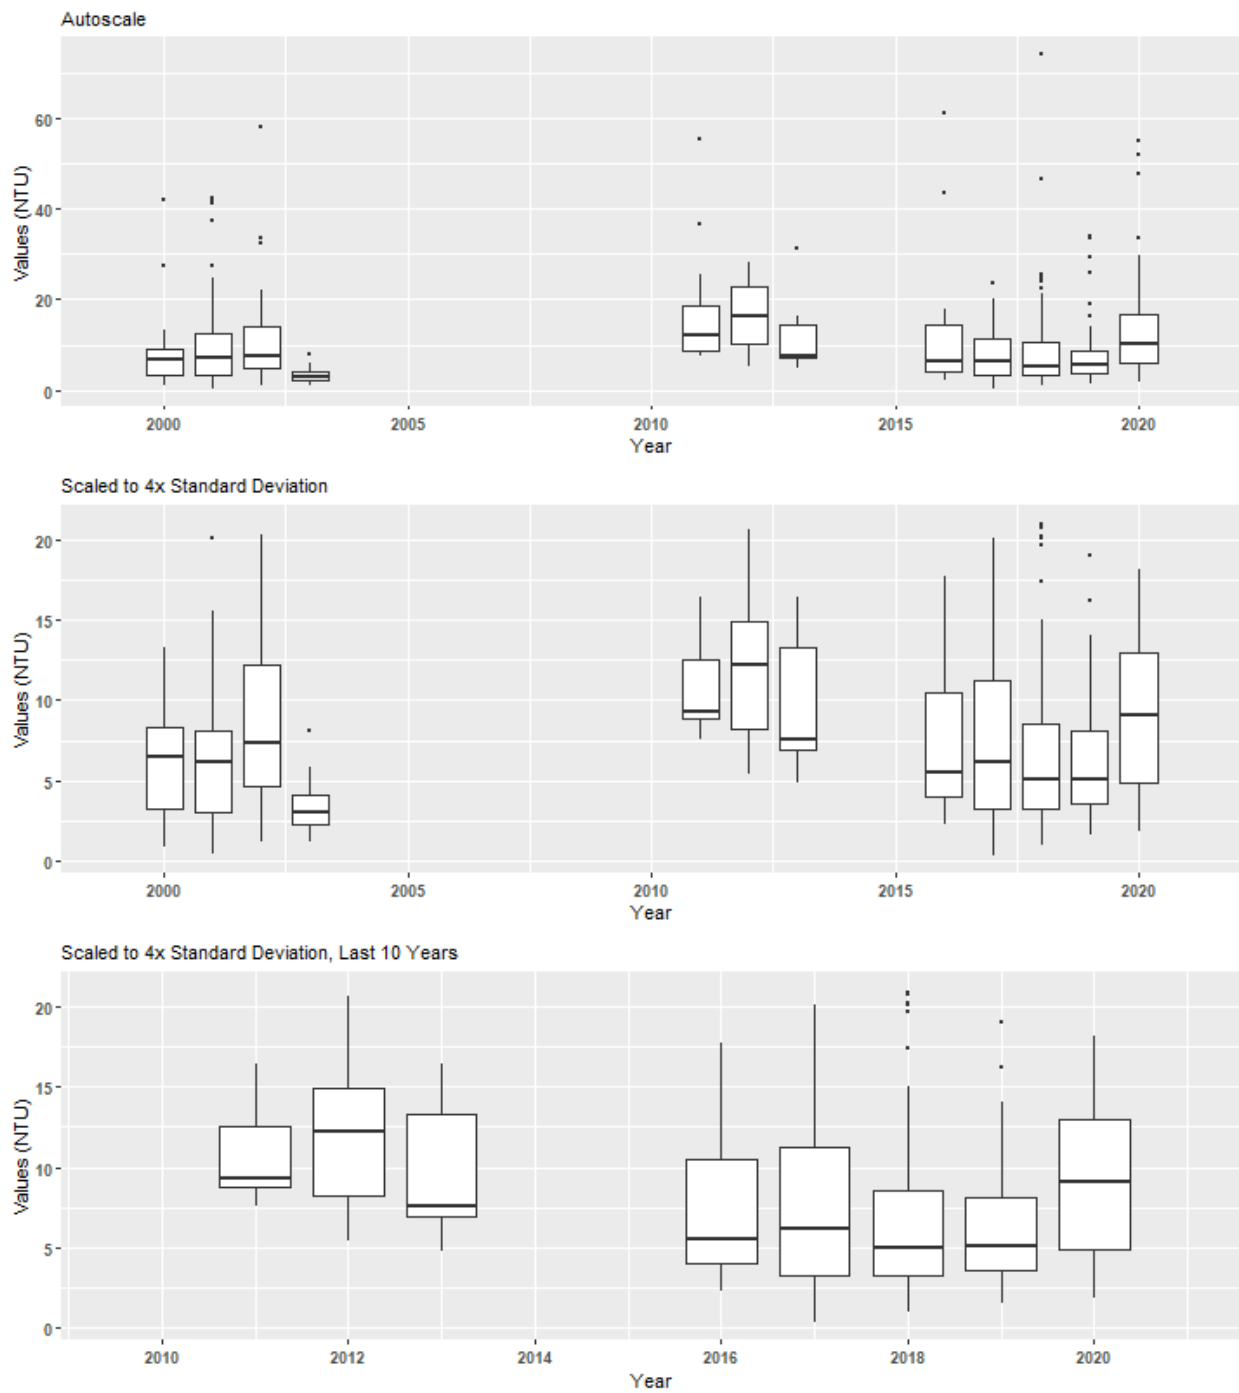 Autoscale
60
40
20
0
Values (NTU)
2000 2005 2010 2015 2020
Year
Scaled to 4x Standard Deviation
20
15
10
5
0
Values (NTU)
2000 2005 2010 2015 2020
Year
Scaled to 4x Standard Deviation, Last 10 Years
20
15
10
5
0
Values (NTU)
2010 2012 2014 2016 2018 2020
Year